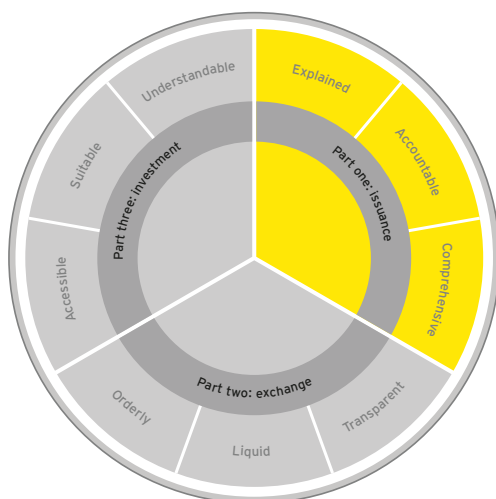 Explained
Accountable
Comprehensive
Part one: issuance
Transparent
Liquid
Orderly
Part two: exchange
Accessible
Suitable
Understandable
Part three: investment